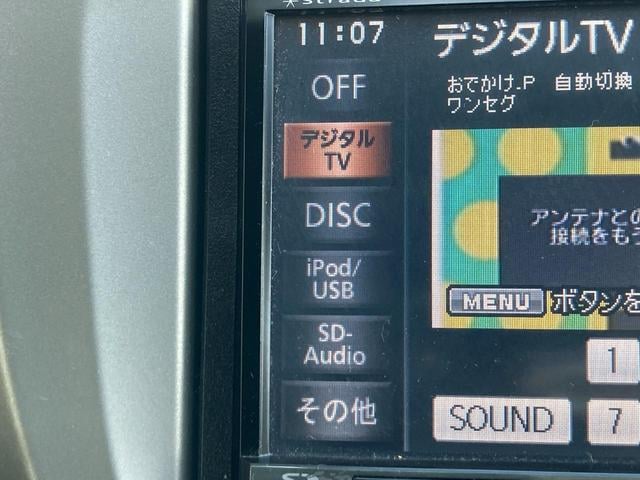 strada
11:07
デジタルTV
OFF
おでかけ.P 自動切換
ワンセグ
デジタル
TV
DISC
アンテナとの
接続をもう
iPod/
USB
MENU ボタンを
SD-
Audio
1
その他
SOUND
7